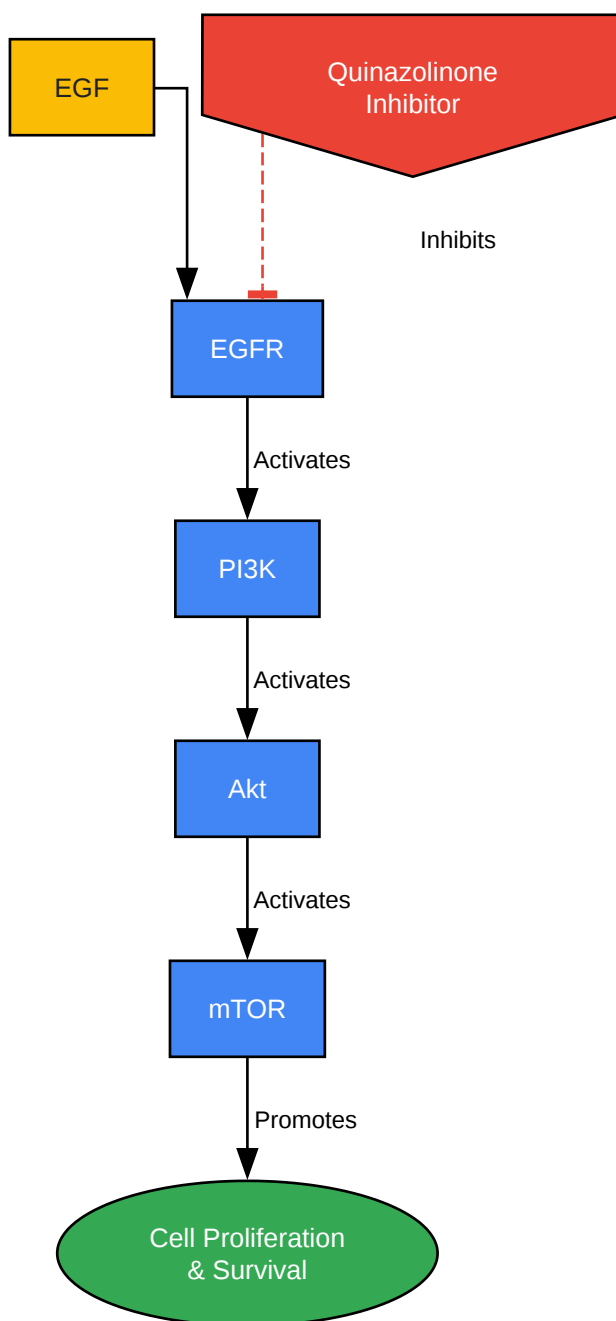 EGF
Quinazolinone
Inhibitor
Inhibits
EGFR
Activates
PI3K
Activates
Akt
Activates
mTOR
Promotes
Cell Proliferation
& Survival